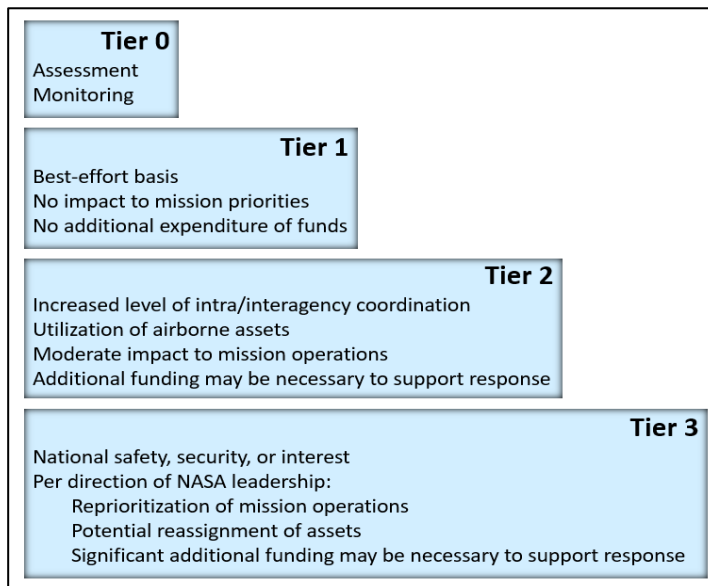 Tier 0
Assessment
Monitoring
Tier 1
Best-effort basis
No impact to mission priorities
No additional expenditure of funds
Tier 2
Increased level of intra/interagency coordination
Utilization of airborne assets
Moderate impact to mission operations
Additional funding may be necessary to support response
Tier 3
National safety, security, or interest
Per direction of NASA leadership:
Reprioritization of mission operations
Potential reassignment of assets
Significant additional funding may be necessary to support response